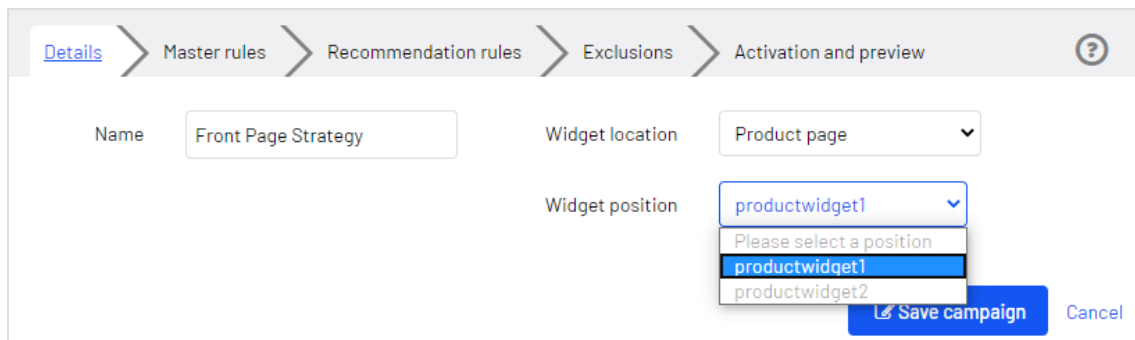 Details Master rules Recommendation rules Exclusions Activation and preview ?
Name Front Page Strategy Widget location Product page
Widget position productwidget1
Please select a position
productwidget1
productwidget2
Save campaign Cancel